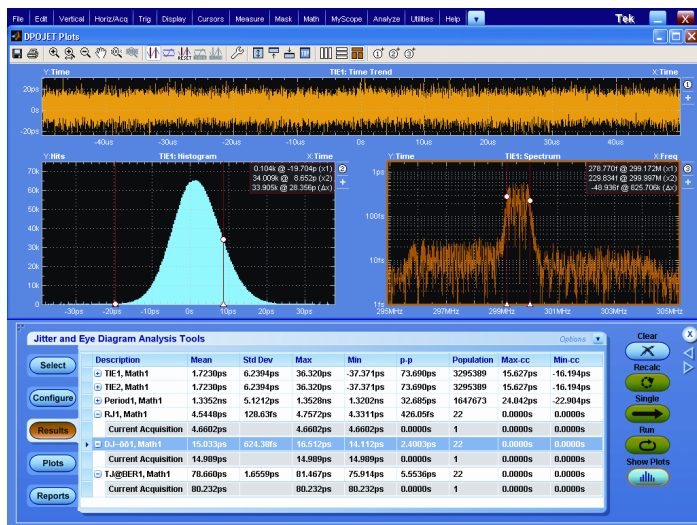 File Edit Vertical Horiz/Acq Trig Display Cursors Measure Mask Math MyScope Analyze Utilities Help Tek
DPOJET Plots
RESET
Y:Time TIE1: Time Trend X:Time
20ps
0s
-20ps
-40us -30us -20us -10us 0s 10us 20us 30us 40us
Y:Hits TIE1: Histogram X:Time
0.104k @ -19.704p (x1)
34.009k @ 8.652p (x2)
33.905k @ 28.356p (Δx)
70k
60k
50k
40k
30k
20k
10k
0
-30ps -20ps -10ps 0s 10ps 20ps 30ps
Y:Time TIE1: Spectrum X:Freq
278.770f @ 299.172M (x1)
229.834f @ 299.997M (x2)
-48.936f @ 825.706k (Δx)
1ps
100fs
10fs
1fs
295MHz 297MHz 299MHz 301MHz 303MHz 305MHz
Jitter and Eye Diagram Analysis Tools Options
Select
Configure
Results
Plots
Reports
Description Mean Std Dev Max Min p-p Population Max-cc Min-cc
TIE1, Math1 1.7230ps 6.2394ps 36.320ps -37.371ps 73.690ps 3295389 15.627ps -16.194ps
TIE2, Math1 1.7230ps 6.2394ps 36.320ps -37.371ps 73.690ps 3295389 15.627ps -16.194ps
Period1, Math1 1.3352ns 5.1212ps 1.3528ns 1.3202ns 32.685ps 1647673 24.042ps -22.904ps
RJ1, Math1 4.5448ps 128.63fs 4.7572ps 4.3311ps 426.05fs 22 0.0000s 0.0000s
Current Acquisition 4.6602ps 4.6602ps 4.6602ps 0.0000s 1 0.0000s 0.0000s
DJ-δδ1, Math1 15.033ps 624.30fs 16.512ps 14.112ps 2.4003ps 22 0.0000s 0.0000s
Current Acquisition 14.989ps 14.989ps 14.989ps 0.0000s 1 0.0000s 0.0000s
TJ@BER1, Math1 78.660ps 1.6559ps 81.467ps 75.914ps 5.5536ps 22 0.0000s 0.0000s
Current Acquisition 80.232ps 80.232ps 80.232ps 0.0000s 1 0.0000s 0.0000s
Clear
Recalc
Single
Run
Show Plots